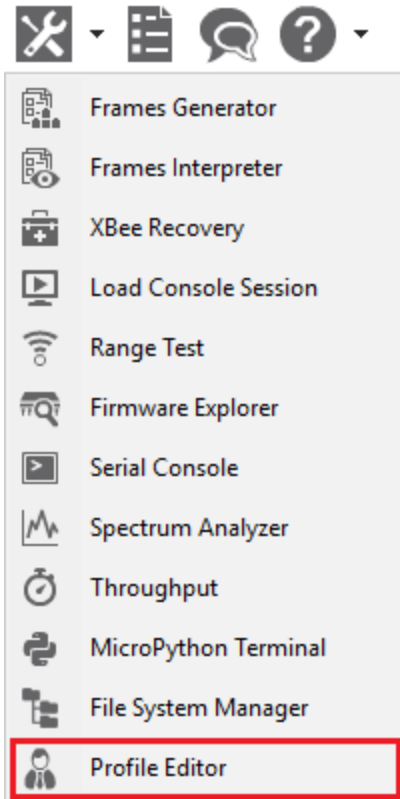 Frames Generator
Frames Interpreter
XBee Recovery
Load Console Session
Range Test
Firmware Explorer
Serial Console
Spectrum Analyzer
Throughput
MicroPython Terminal
File System Manager
Profile Editor